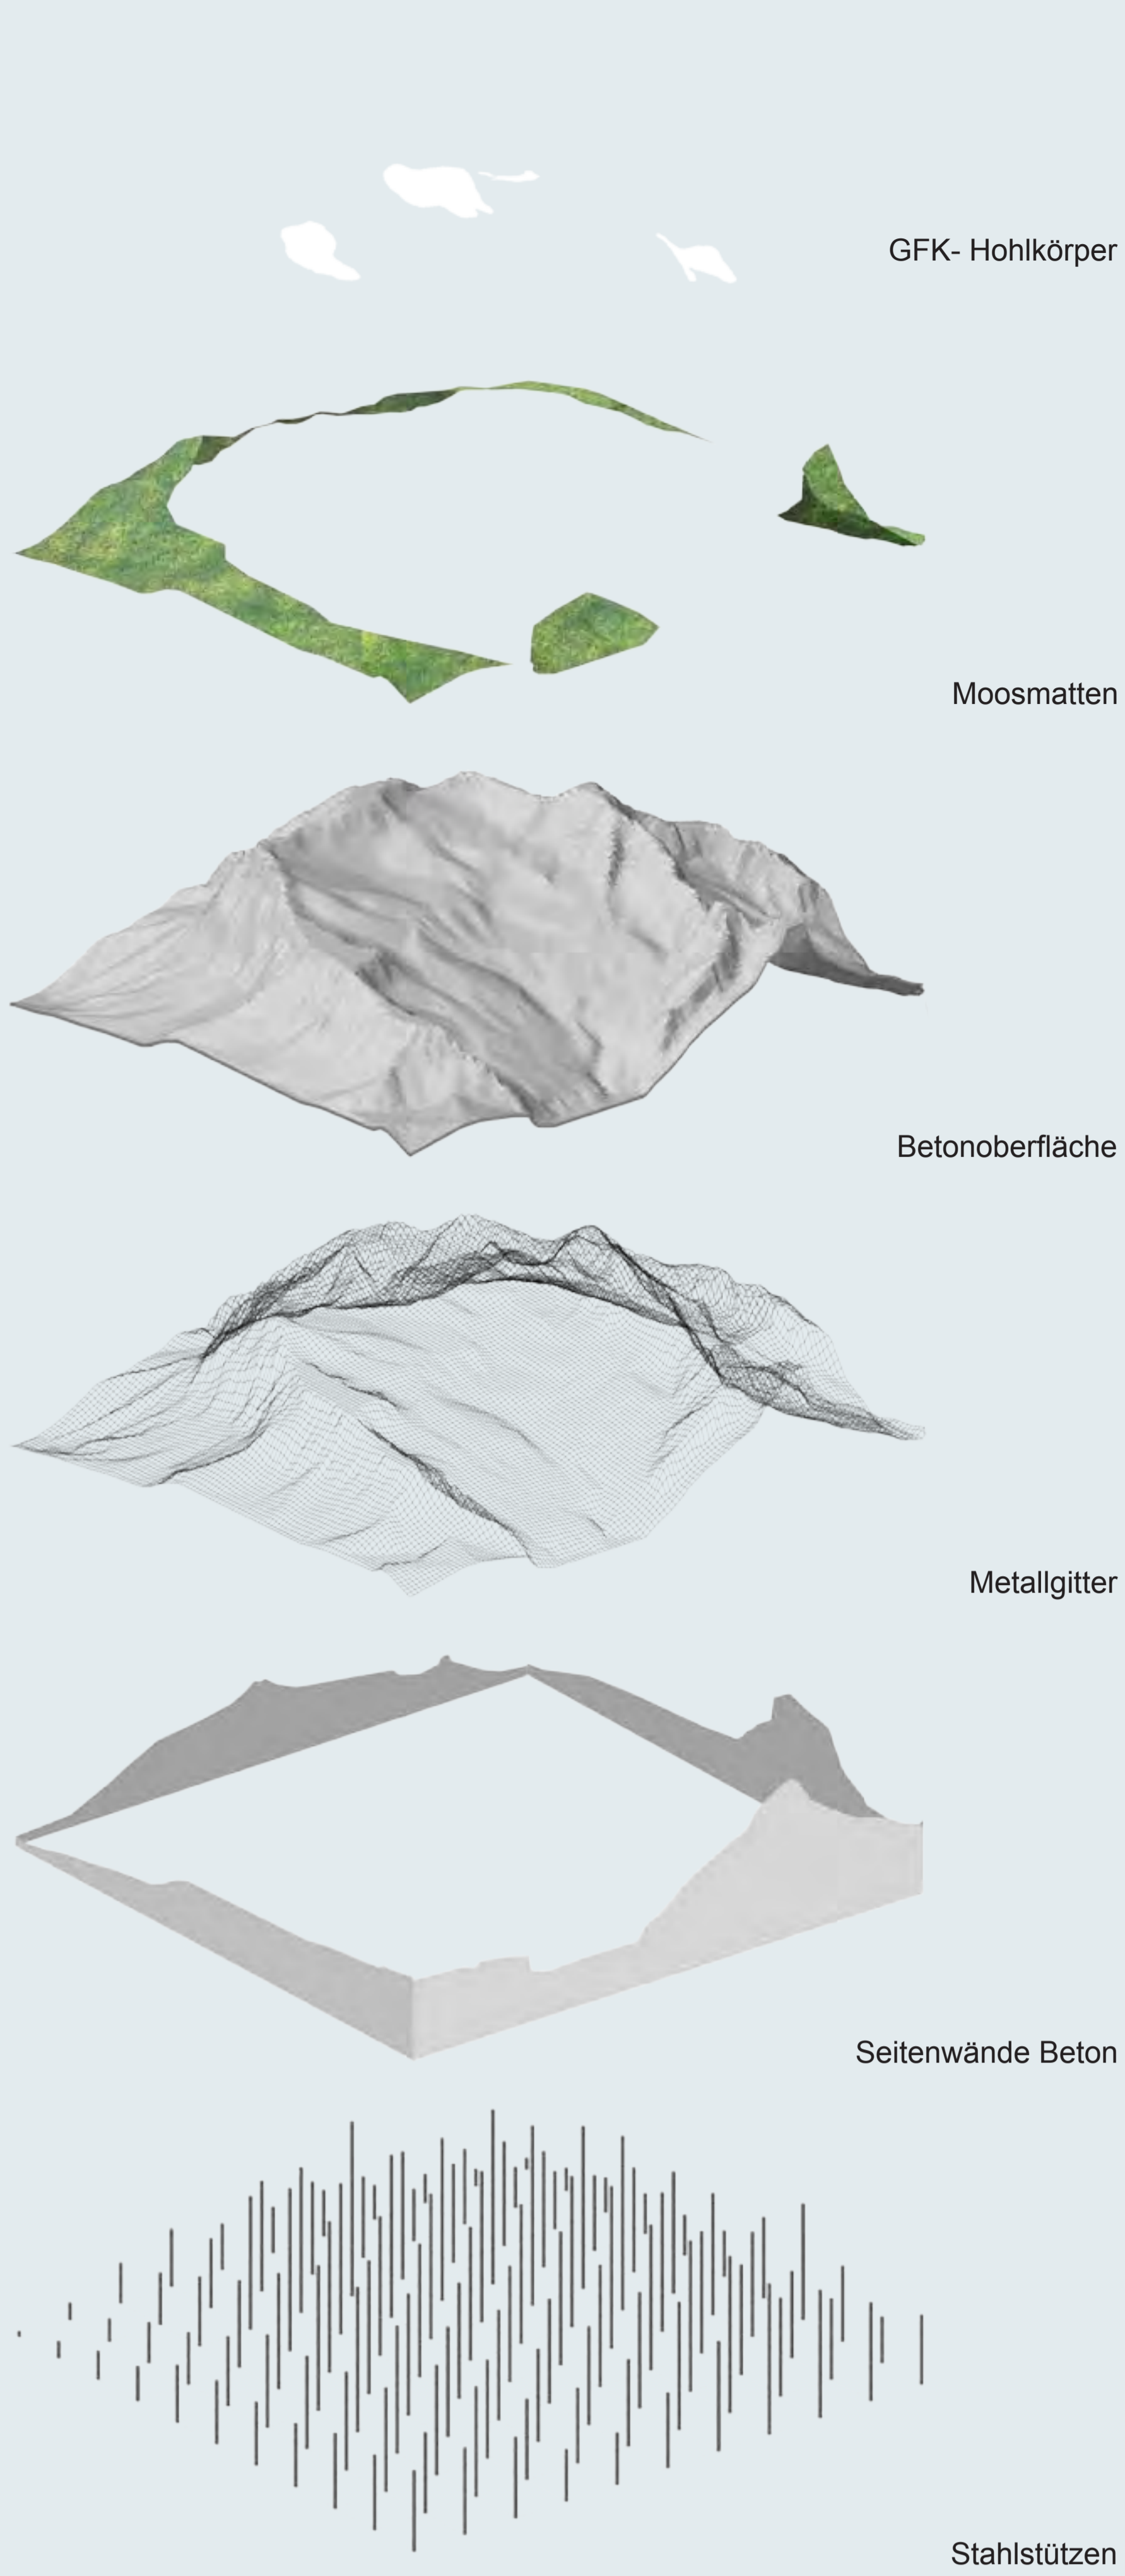 GFK- Hohlkörper
Moosmatten
Betonoberfläche
Metallgitter
Seitenwände Beton
Stahlstützen